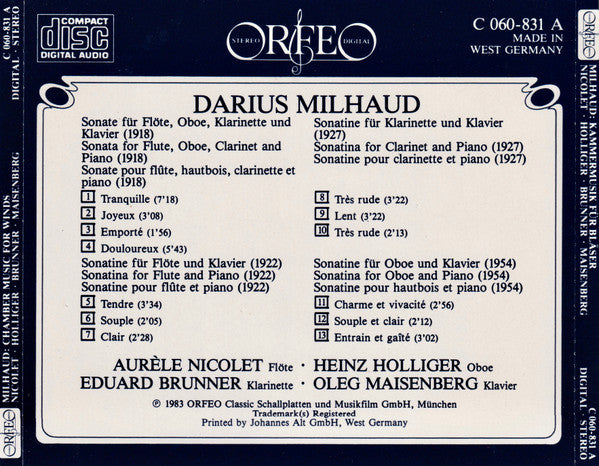 COMPACT
disc
DIGITAL AUDIO
ORFEO
STEREO DIGITAL
C 060-831 A
MADE IN
WEST GERMANY
DARIUS MILHAUD
Sonate für Flöte, Oboe, Klarinette und
Klavier (1918)
Sonata for Flute, Oboe, Clarinet and
Piano (1918)
Sonate pour flûte, hautbois, clarinette et
piano (1918)
1 Tranquille (7'18)
2 Joyeux (3'08)
3 Emporté (1'56)
4 Douloureux (5'43)
Sonatine für Flöte und Klavier (1922)
Sonatina for Flute and Piano (1922)
Sonatine pour flûte et piano (1922)
5 Tendre (3'34)
6 Souple (2'05)
7 Clair (2'28)
Sonatine für Klarinette und Klavier
(1927)
Sonatina for Clarinet and Piano (1927)
Sonatine pour clarinette et piano (1927)
8 Très rude (3'22)
9 Lent (3'22)
10 Très rude (2'13)
Sonatine für Oboe und Klavier (1954)
Sonatina for Oboe and Piano (1954)
Sonatine pour hautbois et piano (1954)
11 Charme et vivacité (2'56)
12 Souple et clair (2'12)
13 Entrain et gaîté (3'02)
AURÈLE NICOLET Flöte · HEINZ HOLLIGER Oboe
EDUARD BRUNNER Klarinette · OLEG MAISENBERG Klavier
℗ 1983 ORFEO Classic Schallplatten und Musikfilm GmbH, München
Trademark(s) Registered
Printed by Johannes Alt GmbH, West Germany
ORFEO
MILHAUD: CHAMBER MUSIC FOR WINDS
NICOLET · HOLLIGER · BRUNNER · MAISENBERG
C 060-831 A
DIGITAL · STEREO
ORFEO
MILHAUD: KAMMERMUSIK FÜR BLÄSER
NICOLET · HOLLIGER · BRUNNER · MAISENBERG
C 060-831 A
DIGITAL · STEREO